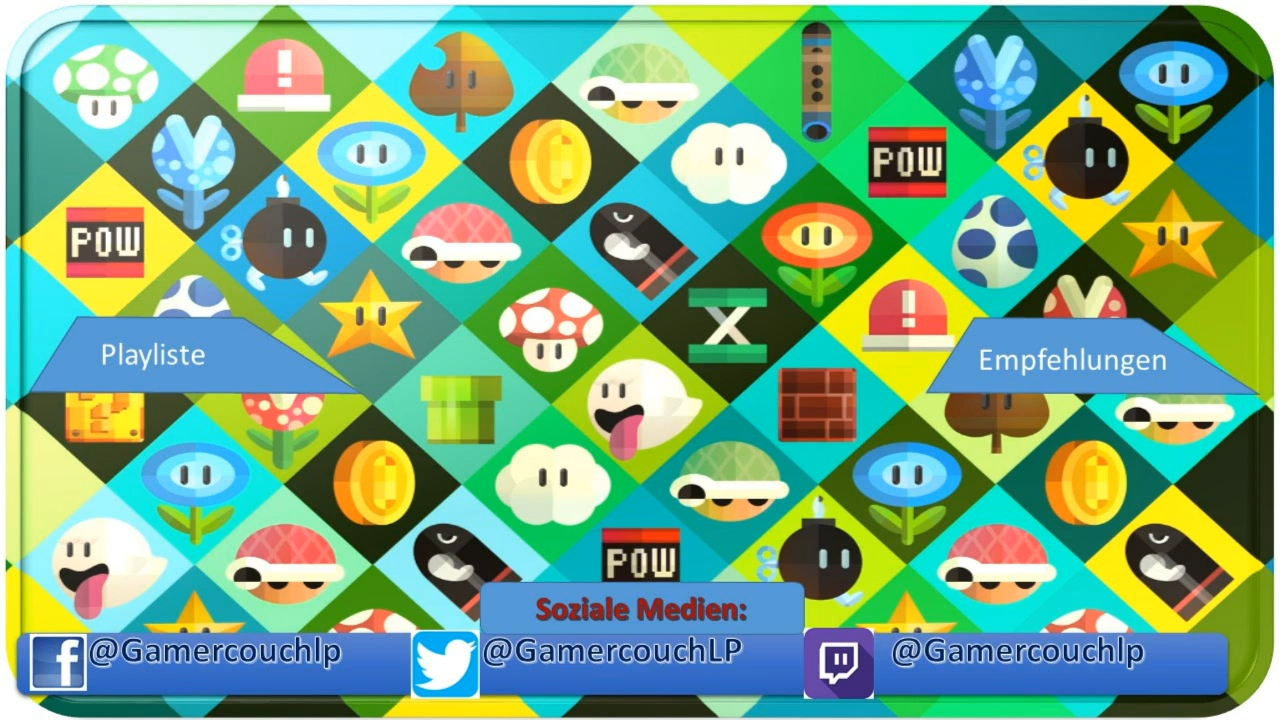 POW
POW
Playliste
Empfehlungen
POW
Soziale Medien:
@Gamercouchlp
@GamercouchLP
@Gamercouchlp